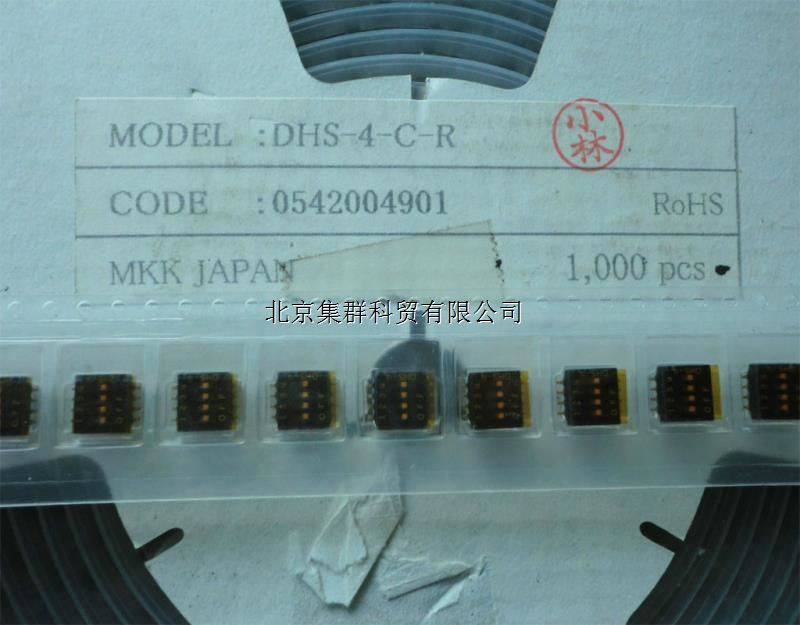 MODEL :DHS-4-C-R
小林
CODE :0542004901
RoHS
MKK JAPAN
1,000 pcs
北京集群科贸有限公司